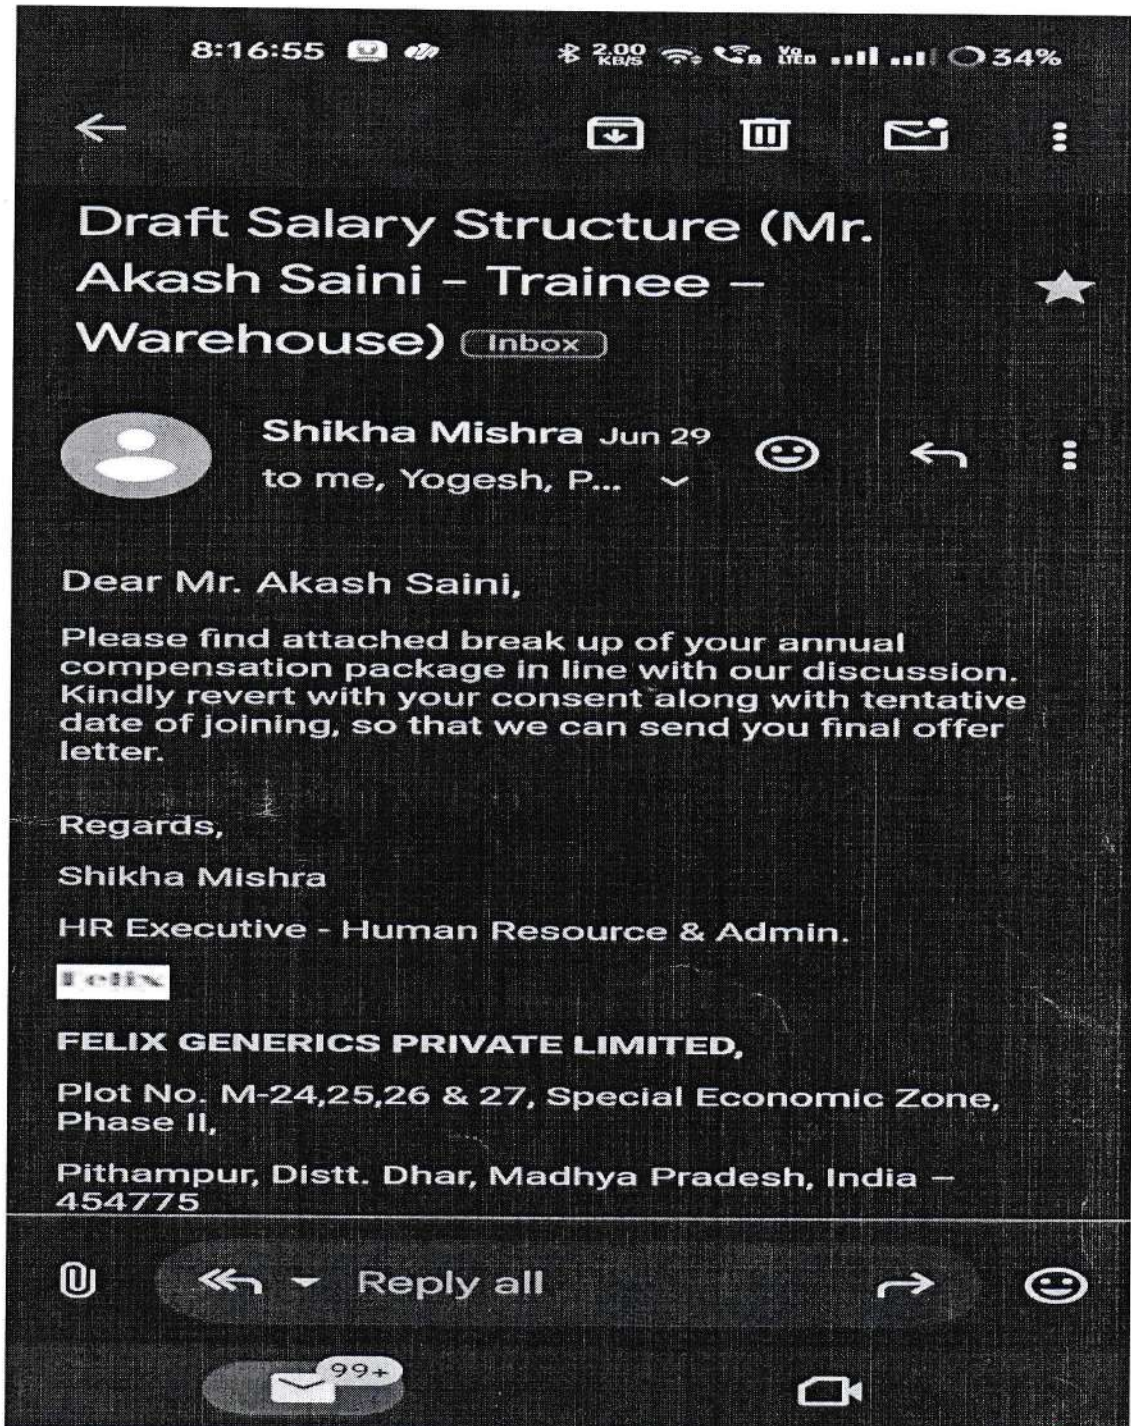 8:16:55 2.00 KB/S Vo LTE 34%
Draft Salary Structure (Mr.
Akash Saini - Trainee –
Warehouse) Inbox
Shikha Mishra Jun 29
to me, Yogesh, P...
Dear Mr. Akash Saini,
Please find attached break up of your annual
compensation package in line with our discussion.
Kindly revert with your consent along with tentative
date of joining, so that we can send you final offer
letter.
Regards,
Shikha Mishra
HR Executive - Human Resource & Admin.
Felix
FELIX GENERICS PRIVATE LIMITED,
Plot No. M-24,25,26 & 27, Special Economic Zone,
Phase II,
Pithampur, Distt. Dhar, Madhya Pradesh, India –
454775
Reply all
99+